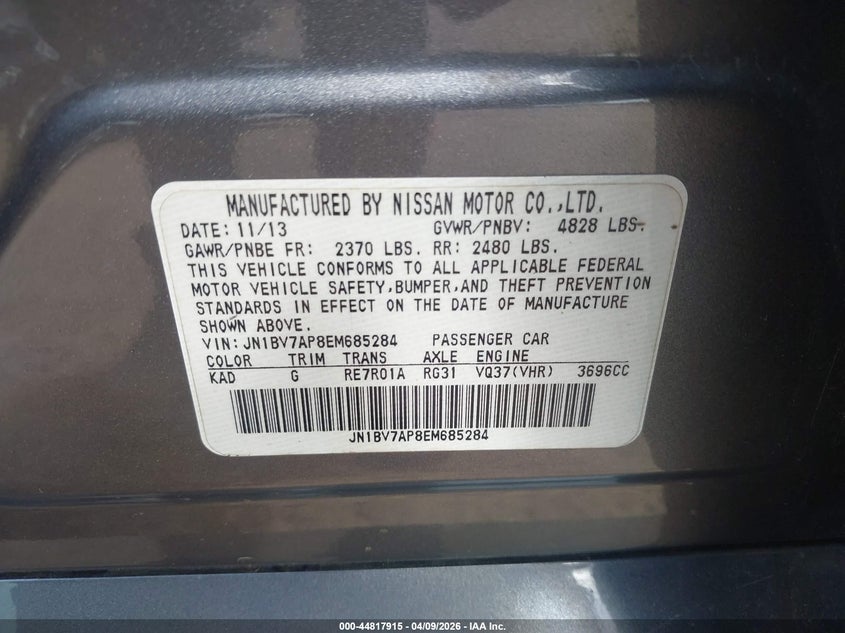 MANUFACTURED BY NISSAN MOTOR CO.,LTD.
DATE: 11/13 GVWR/PNBV: 4828 LBS.
GAWR/PNBE FR: 2370 LBS. RR: 2480 LBS.
THIS VEHICLE CONFORMS TO ALL APPLICABLE FEDERAL
MOTOR VEHICLE SAFETY,BUMPER,AND THEFT PREVENTION
STANDARDS IN EFFECT ON THE DATE OF MANUFACTURE
SHOWN ABOVE.
VIN: JN1BV7AP8EM685284 PASSENGER CAR
COLOR TRIM TRANS AXLE ENGINE
KAD G RE7R01A RG31 VQ37(VHR) 3696CC
JN1BV7AP8EM685284
000-44817915 - 04/09/2026 - IAA Inc.